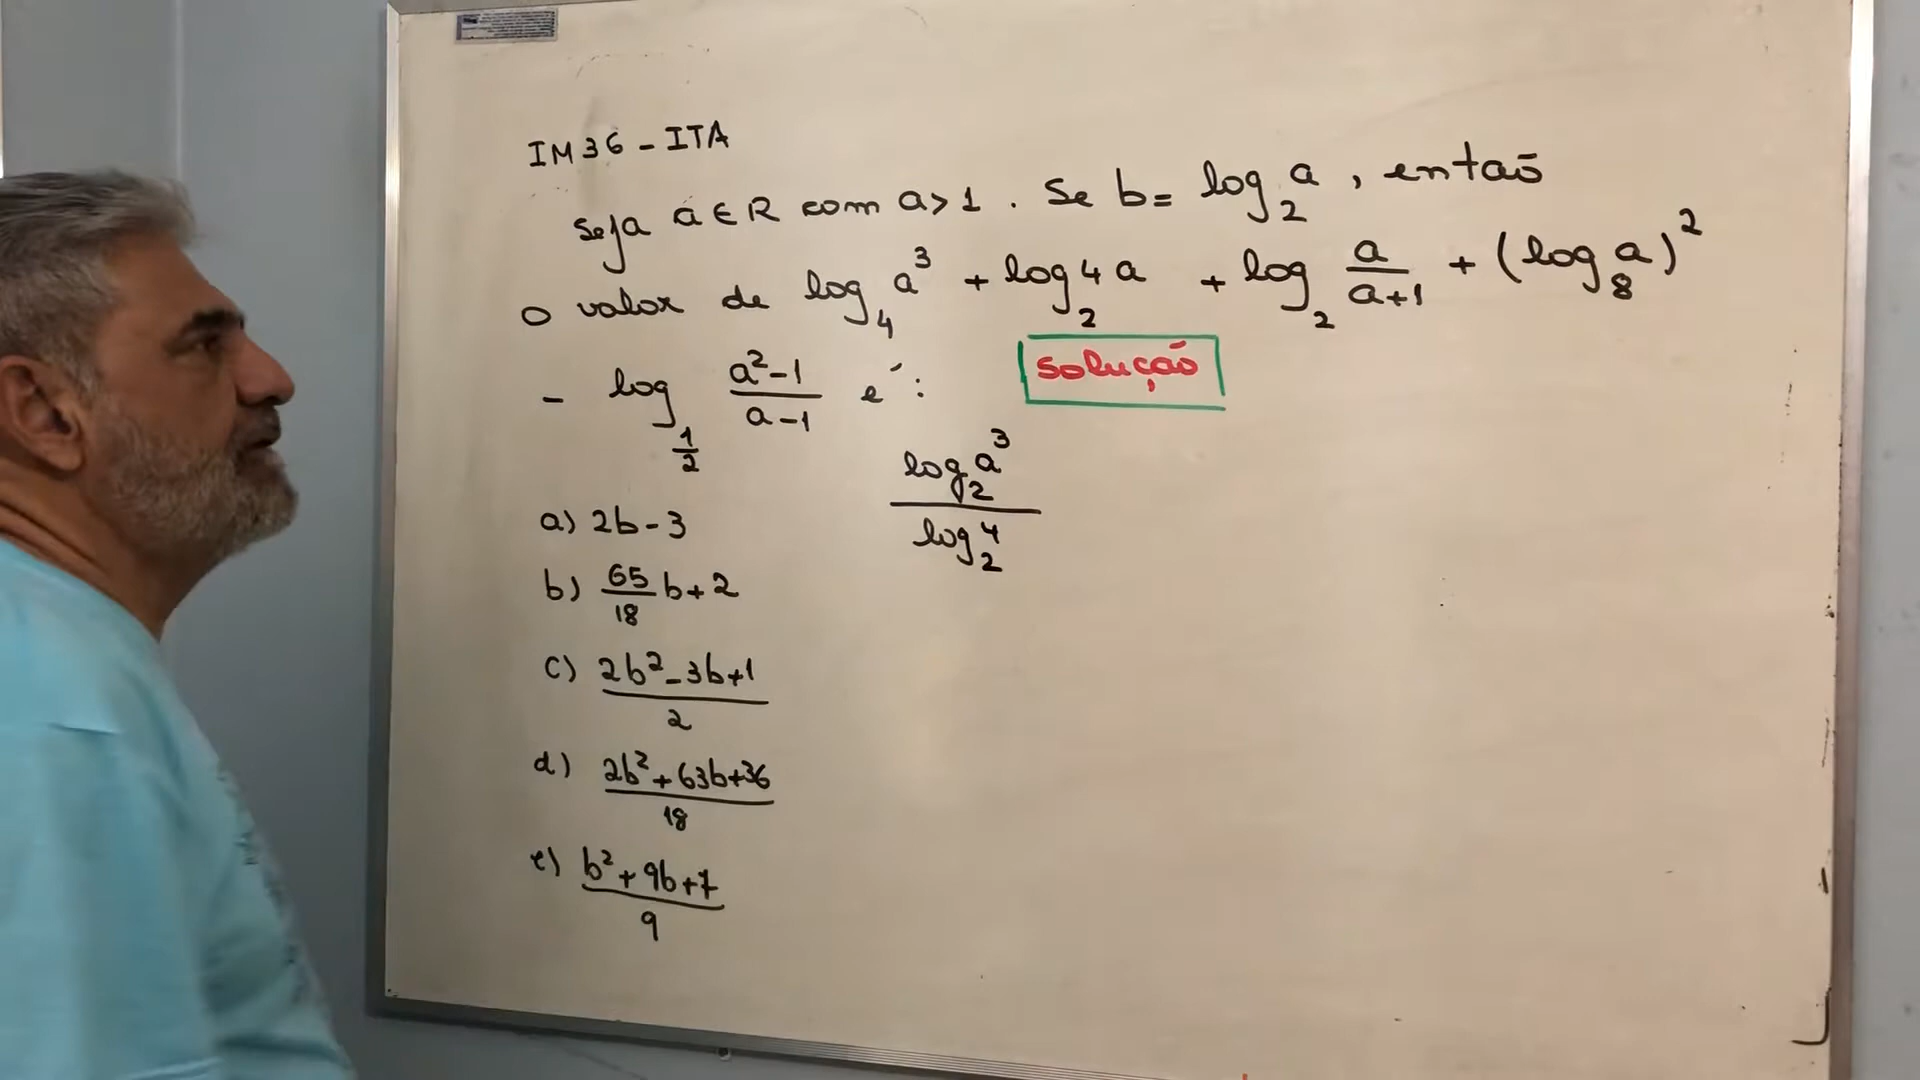 IM36 - ITA
Seja a ∈ R com a > 1. Se b = log₂ a, então
o valor de log₄ a³ + log₂ 4a + log₂ a/(a+1) + (log₈ a)²
- log_(1/2) (a²-1)/(a-1) é:
Solução
log₂ a³
log₂ 4
a) 2b - 3
b) 65/18 b + 2
c) (2b² - 3b + 1)/2
d) (2b² + 63b + 36)/18
e) (b² + 9b + 7)/9